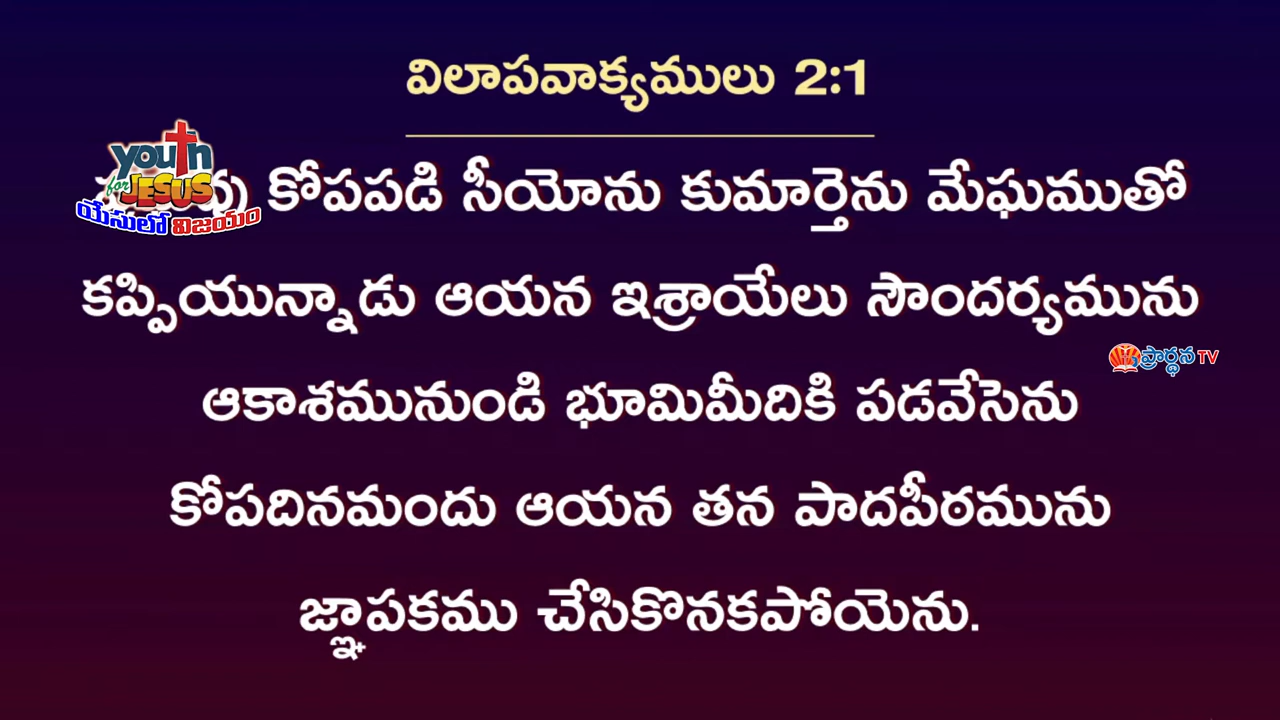 విలాపవాక్యములు 2:1
youth
for JESUS
యేసులో విజయం
కోపపడి సీయోను కుమార్తెను మేఘముతో
కప్పియున్నాడు ఆయన ఇశ్రాయేలు సౌందర్యమును
ప్రార్థన TV
ఆకాశమునుండి భూమిమీదికి పడవేసెను
కోపదినమందు ఆయన తన పాదపీఠమును
జ్ఞాపకము చేసికొనకపోయెను.